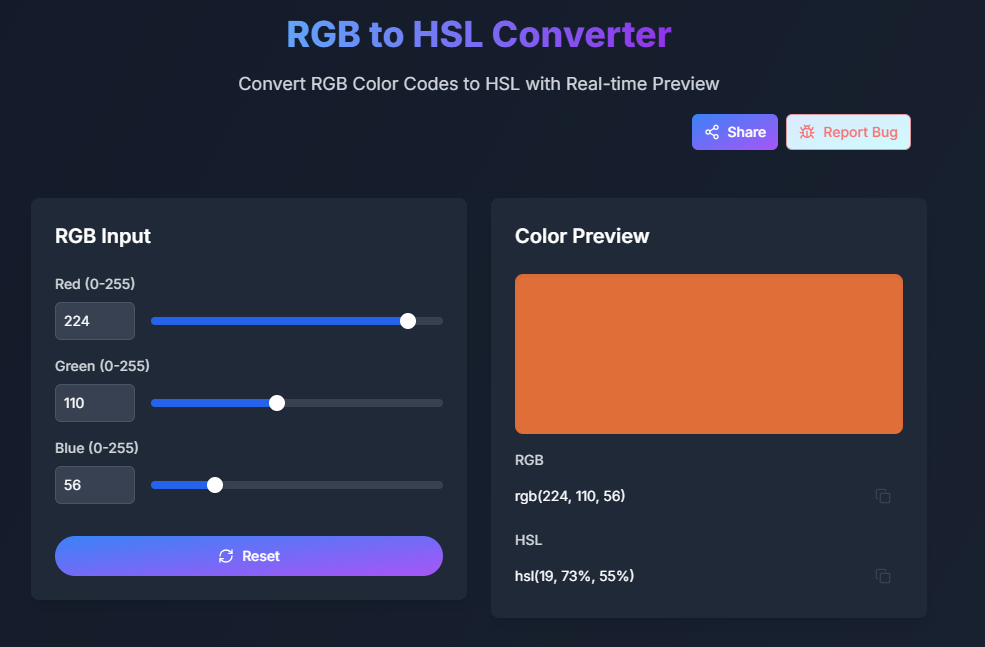 RGB to HSL Converter
Convert RGB Color Codes to HSL with Real-time Preview
Share
Report Bug
RGB Input
Red (0-255)
224
Green (0-255)
110
Blue (0-255)
56
Reset
Color Preview
RGB
rgb(224, 110, 56)
HSL
hsl(19, 73%, 55%)